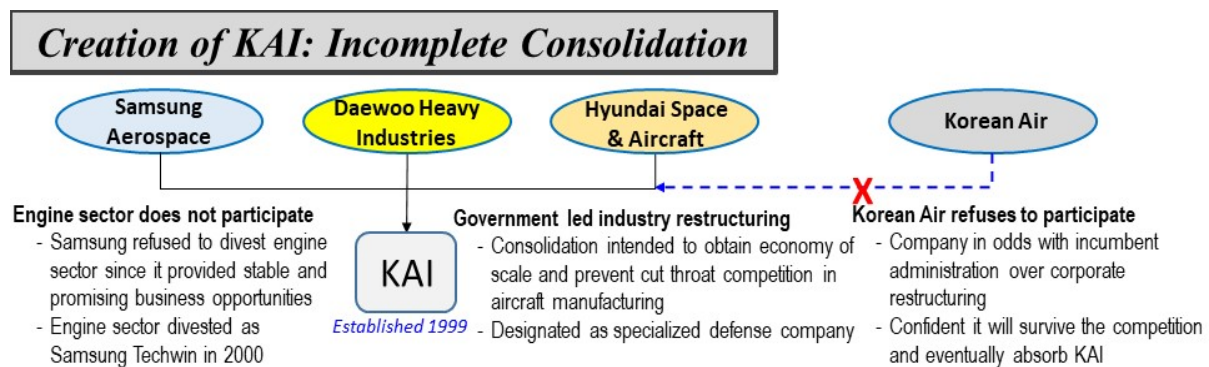 Creation of KAI: Incomplete Consolidation
Samsung
Aerospace
Daewoo Heavy
Industries
Hyundai Space
& Aircraft
Korean Air
X
Engine sector does not participate
- Samsung refused to divest engine
sector since it provided stable and
promising business opportunities
- Engine sector divested as
Samsung Techwin in 2000
KAI
Established 1999
Government led industry restructuring
- Consolidation intended to obtain economy of
scale and prevent cut throat competition in
aircraft manufacturing
- Designated as specialized defense company
Korean Air refuses to participate
- Company in odds with incumbent
administration over corporate
restructuring
- Confident it will survive the competition
and eventually absorb KAI